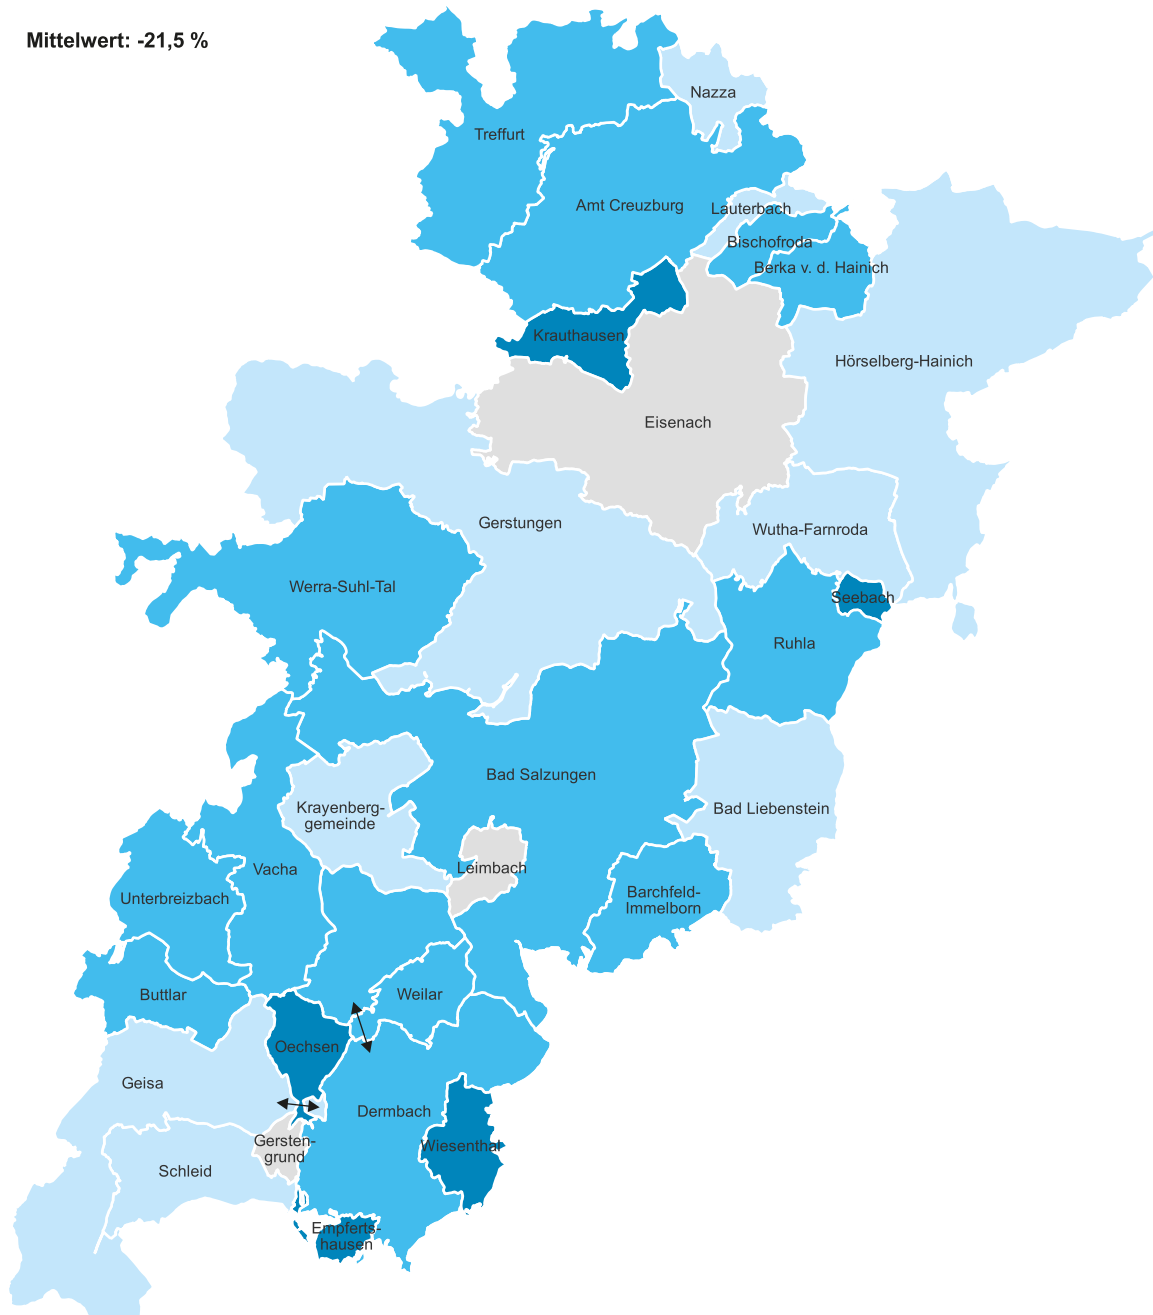 Mittelwert: -21,5 %
Nazza
Treffurt
Amt Creuzburg
Lauterbach
Bischofroda
Berka v. d. Hainich
Krauthausen
Hörselberg-Hainich
Eisenach
Gerstungen
Wutha-Farnroda
Werra-Suhl-Tal
Seebach
Ruhla
Bad Salzungen
Krayenberg-
gemeinde
Bad Liebenstein
Leimbach
Vacha
Barchfeld-
Immelborn
Unterbreizbach
Buttlar
Weilar
Oechsen
Geisa
Dermbach
Gersten-
grund
Wiesenthal
Schleid
Empferts-
hausen